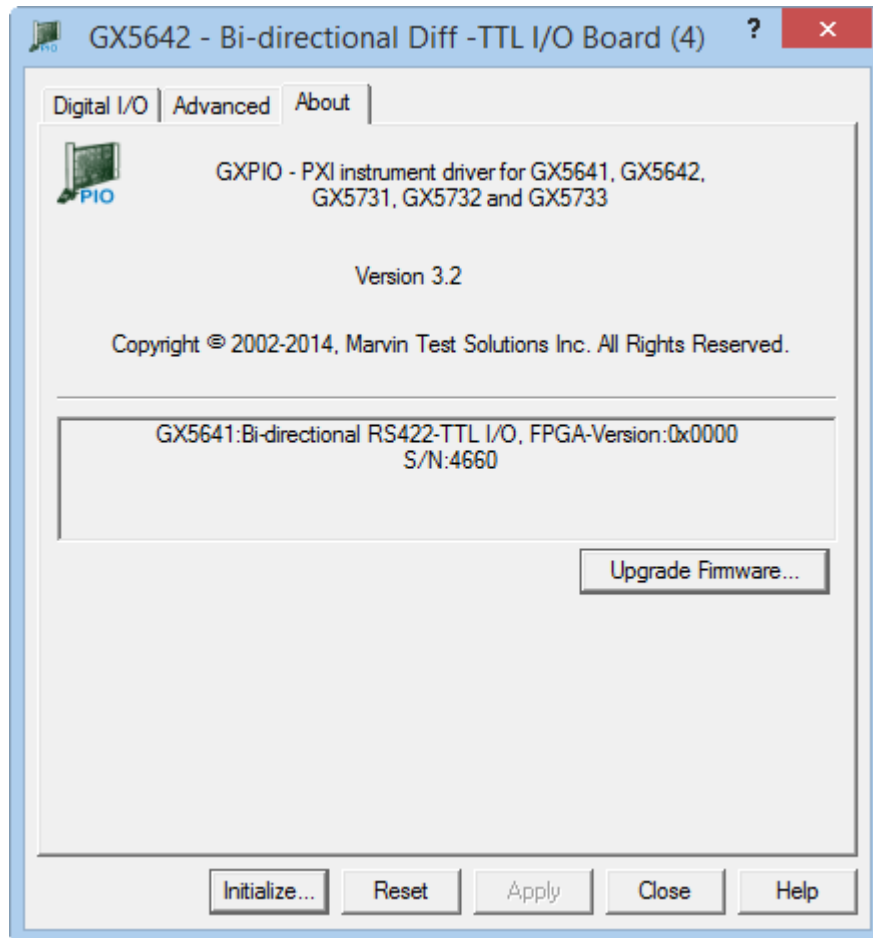 GX5642 - Bi-directional Diff -TTL I/O Board (4) ? ×
Digital I/O Advanced About
PIO
GXPIO - PXI instrument driver for GX5641, GX5642,
GX5731, GX5732 and GX5733
Version 3.2
Copyright © 2002-2014, Marvin Test Solutions Inc. All Rights Reserved.
GX5641:Bi-directional RS422-TTL I/O, FPGA-Version:0x0000
S/N:4660
Upgrade Firmware...
Initialize... Reset Apply Close Help